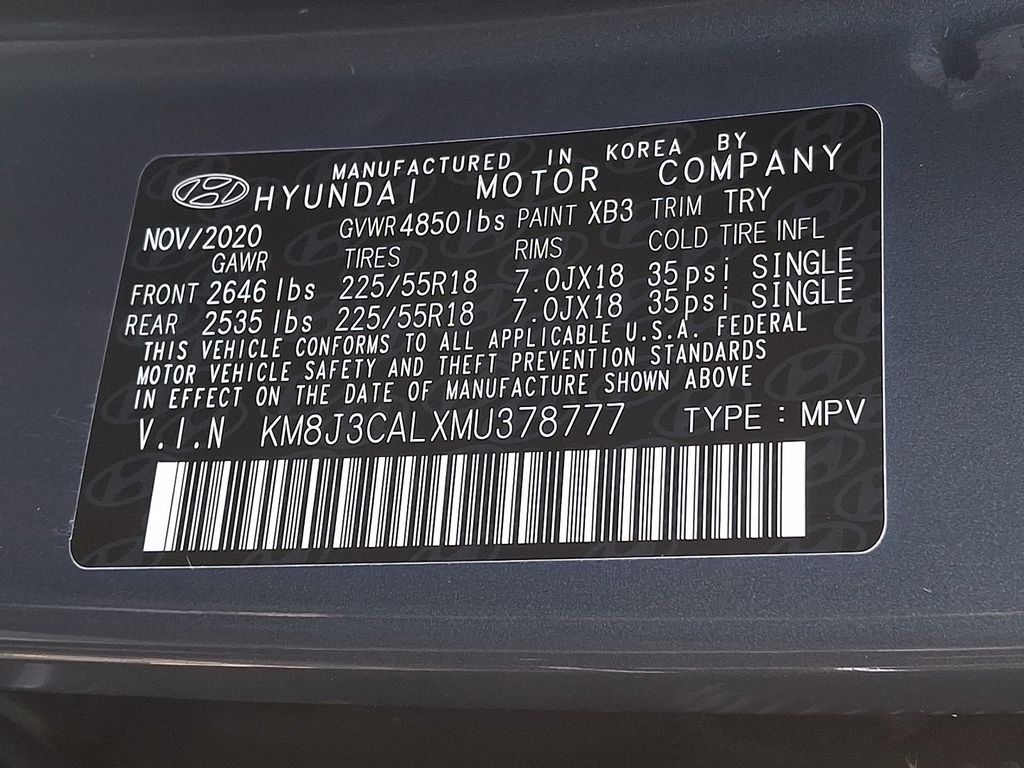 MANUFACTURED IN KOREA BY
HYUNDAI MOTOR COMPANY
NOV/2020 GVWR 4850lbs PAINT XB3 TRIM TRY
GAWR TIRES RIMS COLD TIRE INFL
FRONT 2646 lbs 225/55R18 7.0JX18 35psi SINGLE
REAR 2535 lbs 225/55R18 7.0JX18 35psi SINGLE
THIS VEHICLE CONFORMS TO ALL APPLICABLE U.S.A. FEDERAL
MOTOR VEHICLE SAFETY AND THEFT PREVENTION STANDARDS
IN EFFECT ON THE DATE OF MANUFACTURE SHOWN ABOVE
V.I.N KM8J3CALXMU378777 TYPE : MPV